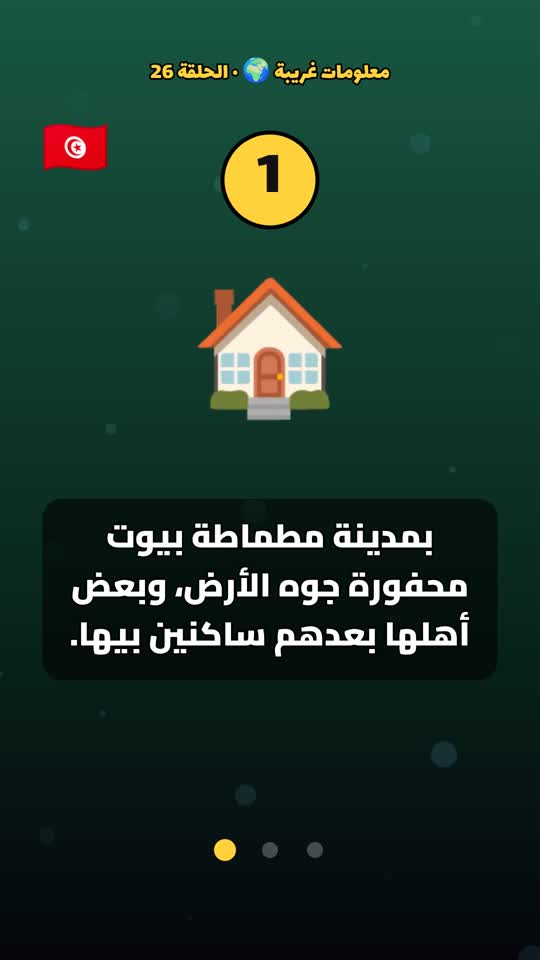 معلومات غريبة 🌍 • الحلقة 26
1
بمدينة مطماطة بيوت
محفورة جوه الأرض، وبعض
أهلها بعدهم ساكنين بيها.